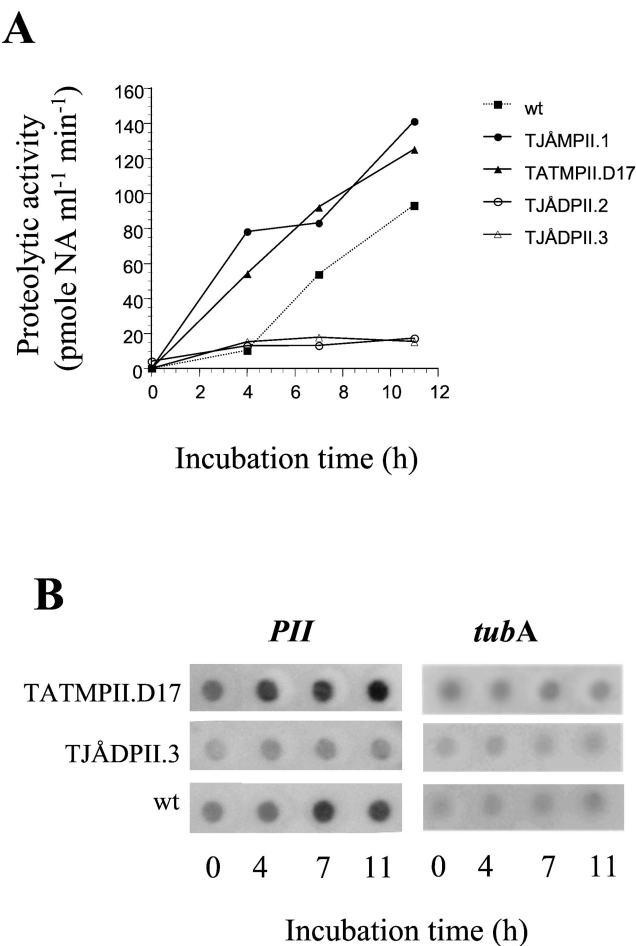 A
Proteolytic activity
(pmole NA ml-1 min-1)
160
140
120
100
80
60
40
20
0
0 2 4 6 8 10 12
Incubation time (h)
wt
TJÅMPII.1
TATMPII.D17
TJÅDPII.2
TJÅDPII.3
B
PII tubA
TATMPII.D17
TJÅDPII.3
wt
0 4 7 11 0 4 7 11
Incubation time (h)